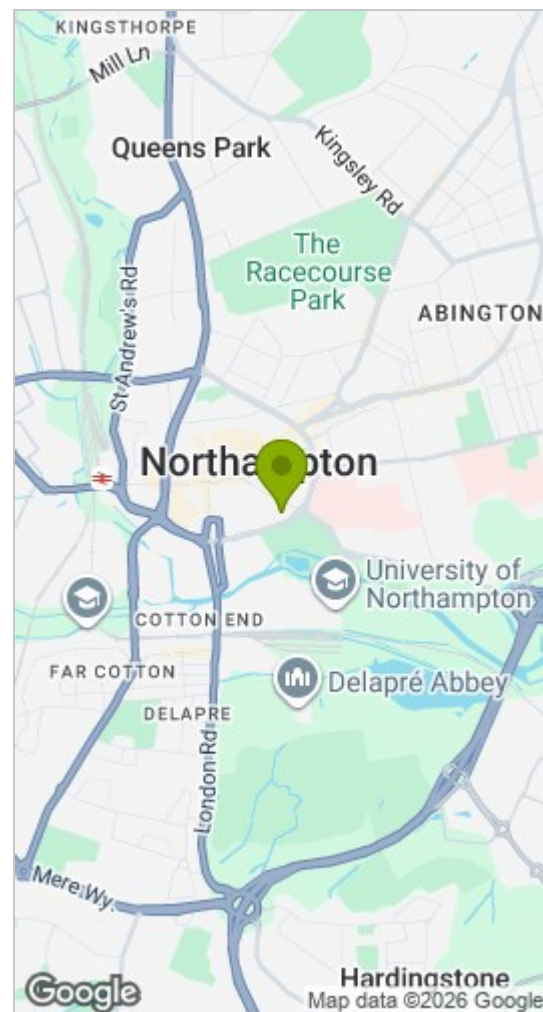 KINGSTHORPE
Mill Ln
Queens Park
Kingsley Rd
The
Racecourse
Park
St Andrew's Rd
ABINGTON
Northampton
University of
Northampton
COTTON END
FAR COTTON
Delapré Abbey
DELAPRE
London Rd
Mere Wy.
Hardingstone
Google
Map data ©2026 Google